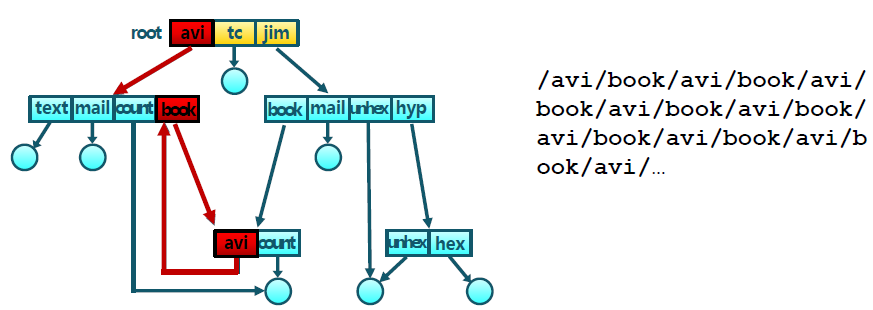 root avi tc jim
text mail count book book mail unhex hyp
avi count unhex hex
/avi/book/avi/book/avi/
book/avi/book/avi/book/
avi/book/avi/book/avi/b
ook/avi/...